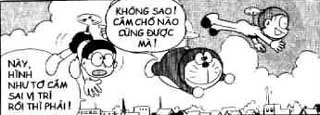 KHÔNG SAO!
CẮM CHỖ NÀO
CŨNG ĐƯỢC
MÀ!
NÀY,
HÌNH
NHƯ TỚ CẮM
SAI VỊ TRÍ
RỒI THÌ PHẢI!